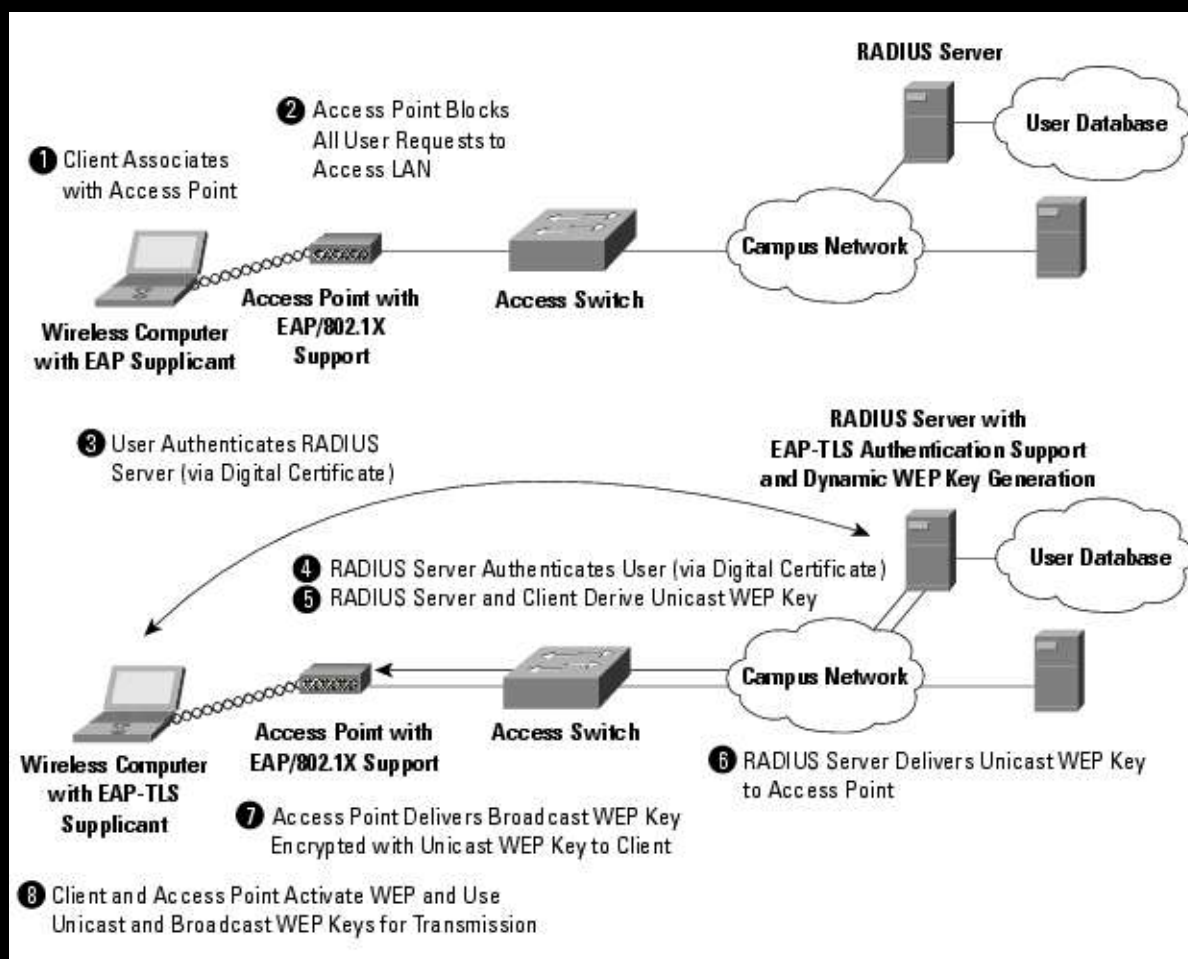 RADIUS Server
User Database
2 Access Point Blocks
All User Requests to
Access LAN
1 Client Associates
with Access Point
Campus Network
Access Switch
Access Point with
EAP/802.1X
Support
Wireless Computer
with EAP Supplicant
RADIUS Server with
EAP-TLS Authentication Support
and Dynamic WEP Key Generation
3 User Authenticates RADIUS
Server (via Digital Certificate)
User Database
4 RADIUS Server Authenticates User (via Digital Certificate)
5 RADIUS Server and Client Derive Unicast WEP Key
Campus Network
Access Switch
Access Point with
EAP/802.1X Support
Wireless Computer
with EAP-TLS
Supplicant
6 RADIUS Server Delivers Unicast WEP Key
to Access Point
7 Access Point Delivers Broadcast WEP Key
Encrypted with Unicast WEP Key to Client
8 Client and Access Point Activate WEP and Use
Unicast and Broadcast WEP Keys for Transmission